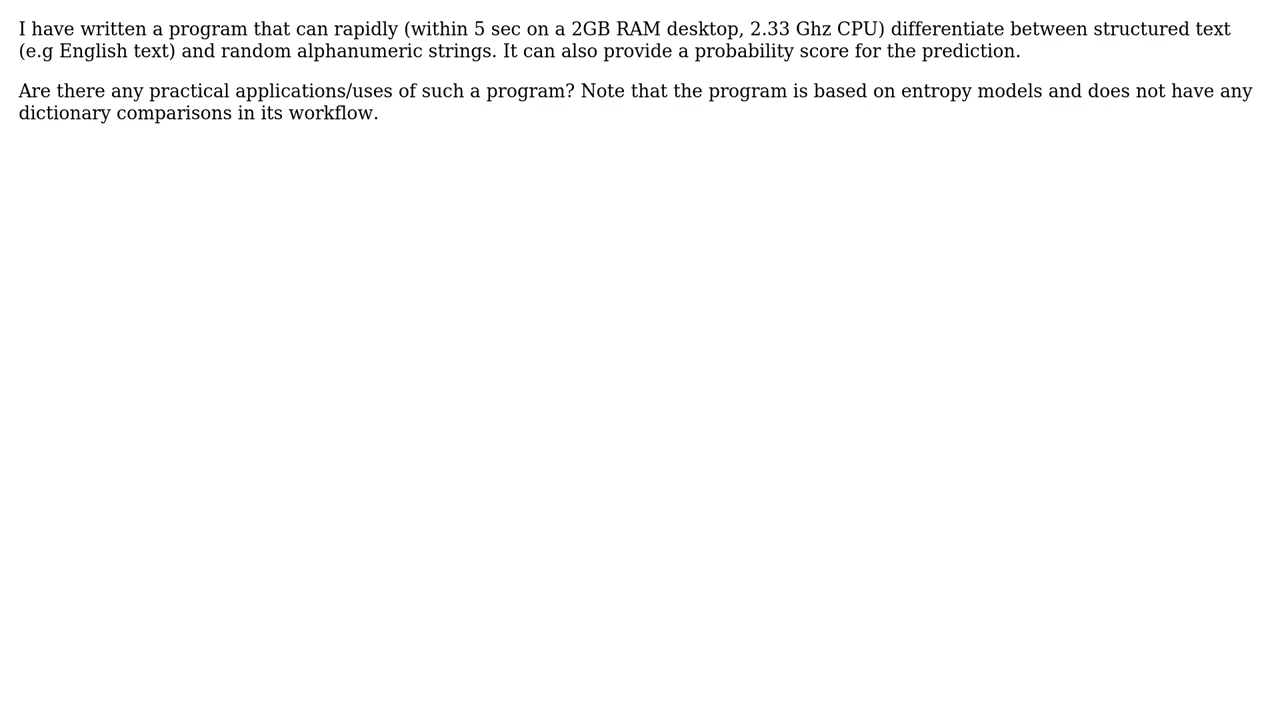 I have written a program that can rapidly (within 5 sec on a 2GB RAM desktop, 2.33 Ghz CPU) differentiate between structured text
(e.g English text) and random alphanumeric strings. It can also provide a probability score for the prediction.
Are there any practical applications/uses of such a program? Note that the program is based on entropy models and does not have any
dictionary comparisons in its workflow.